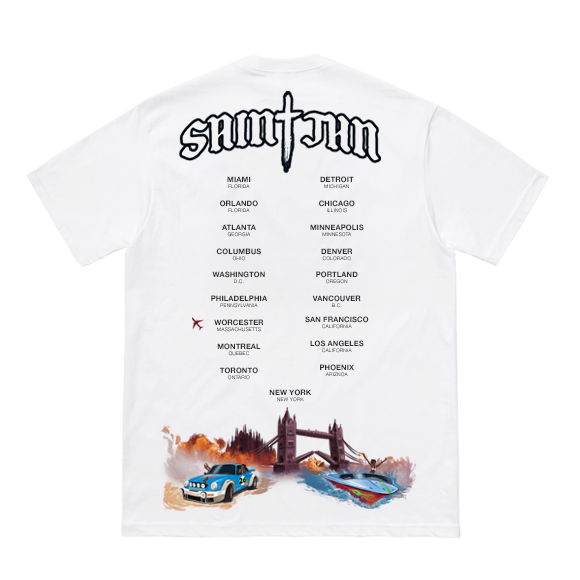 SAINT JHN
MIAMI
FLORIDA
ORLANDO
FLORIDA
ATLANTA
GEORGIA
COLUMBUS
OHIO
WASHINGTON
D.C.
PHILADELPHIA
PENNSYLVANIA
WORCESTER
MASSACHUSETTS
MONTREAL
QUEBEC
TORONTO
ONTARIO
DETROIT
MICHIGAN
CHICAGO
ILLINOIS
MINNEAPOLIS
MINNESOTA
DENVER
COLORADO
PORTLAND
OREGON
VANCOUVER
B.C.
SAN FRANCISCO
CALIFORNIA
LOS ANGELES
CALIFORNIA
PHOENIX
ARIZNOA
NEW YORK
NEW YORK